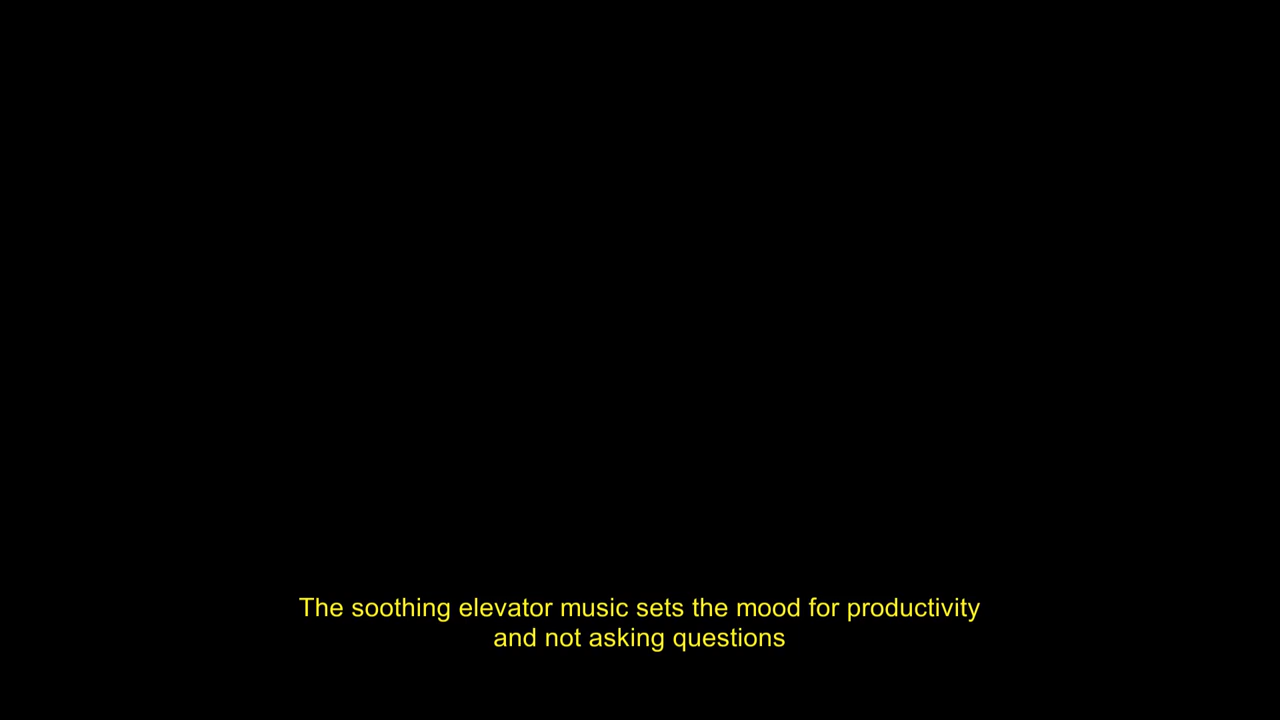 The soothing elevator music sets the mood for productivity
and not asking questions